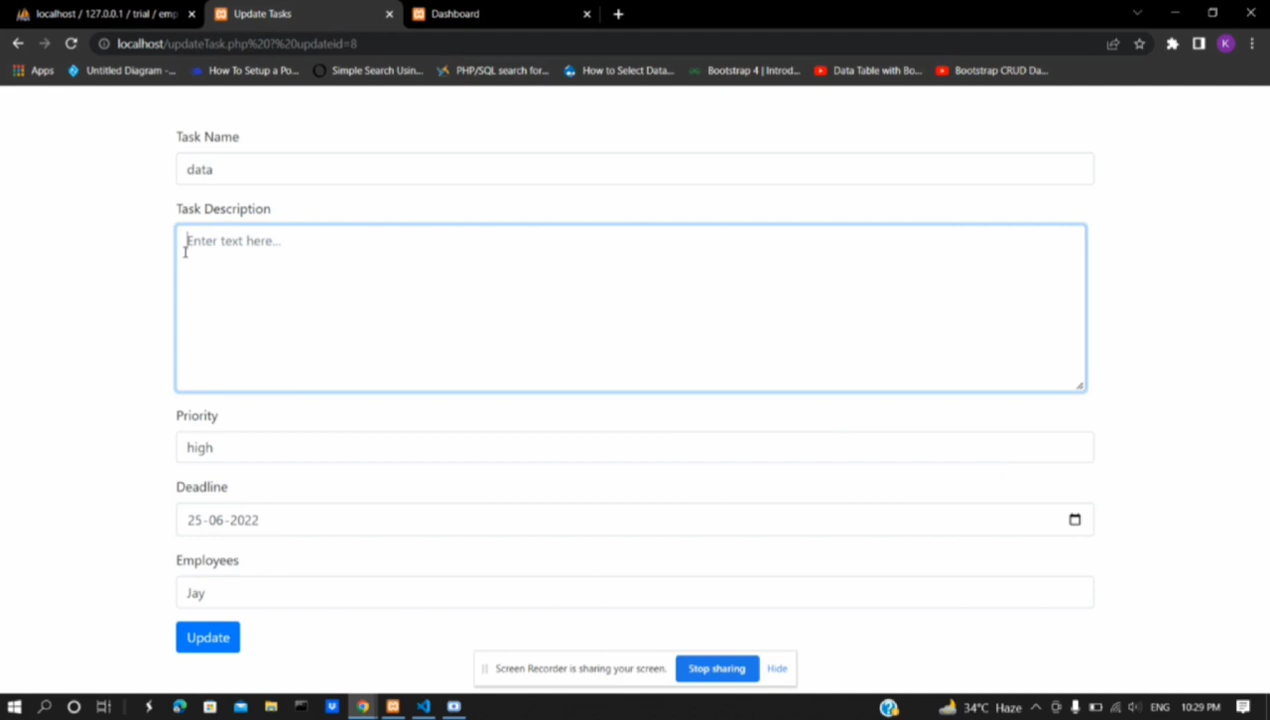 localhost / 127.0.0.1 / trial / emp
Update Tasks
Dashboard
localhost/updateTask.php%20?%20updateid=8
K
Apps
Untitled Diagram -...
How To Setup a Po...
Simple Search Usin...
PHP/SQL search for...
How to Select Data...
Bootstrap 4 | Introd...
Data Table with Bo...
Bootstrap CRUD Da...
Task Name
data
Task Description
Enter text here...
Priority
high
Deadline
25-06-2022
Employees
Jay
Update
Screen Recorder is sharing your screen.
Stop sharing
Hide
34°C Haze
ENG
10:29 PM